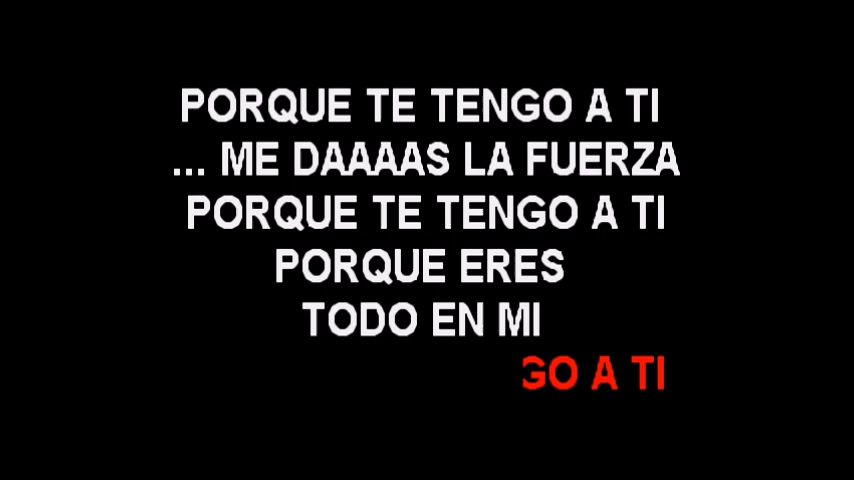 PORQUE TE TENGO A TI
... ME DAAAAS LA FUERZA
PORQUE TE TENGO A TI
PORQUE ERES
TODO EN MI
GO A TI